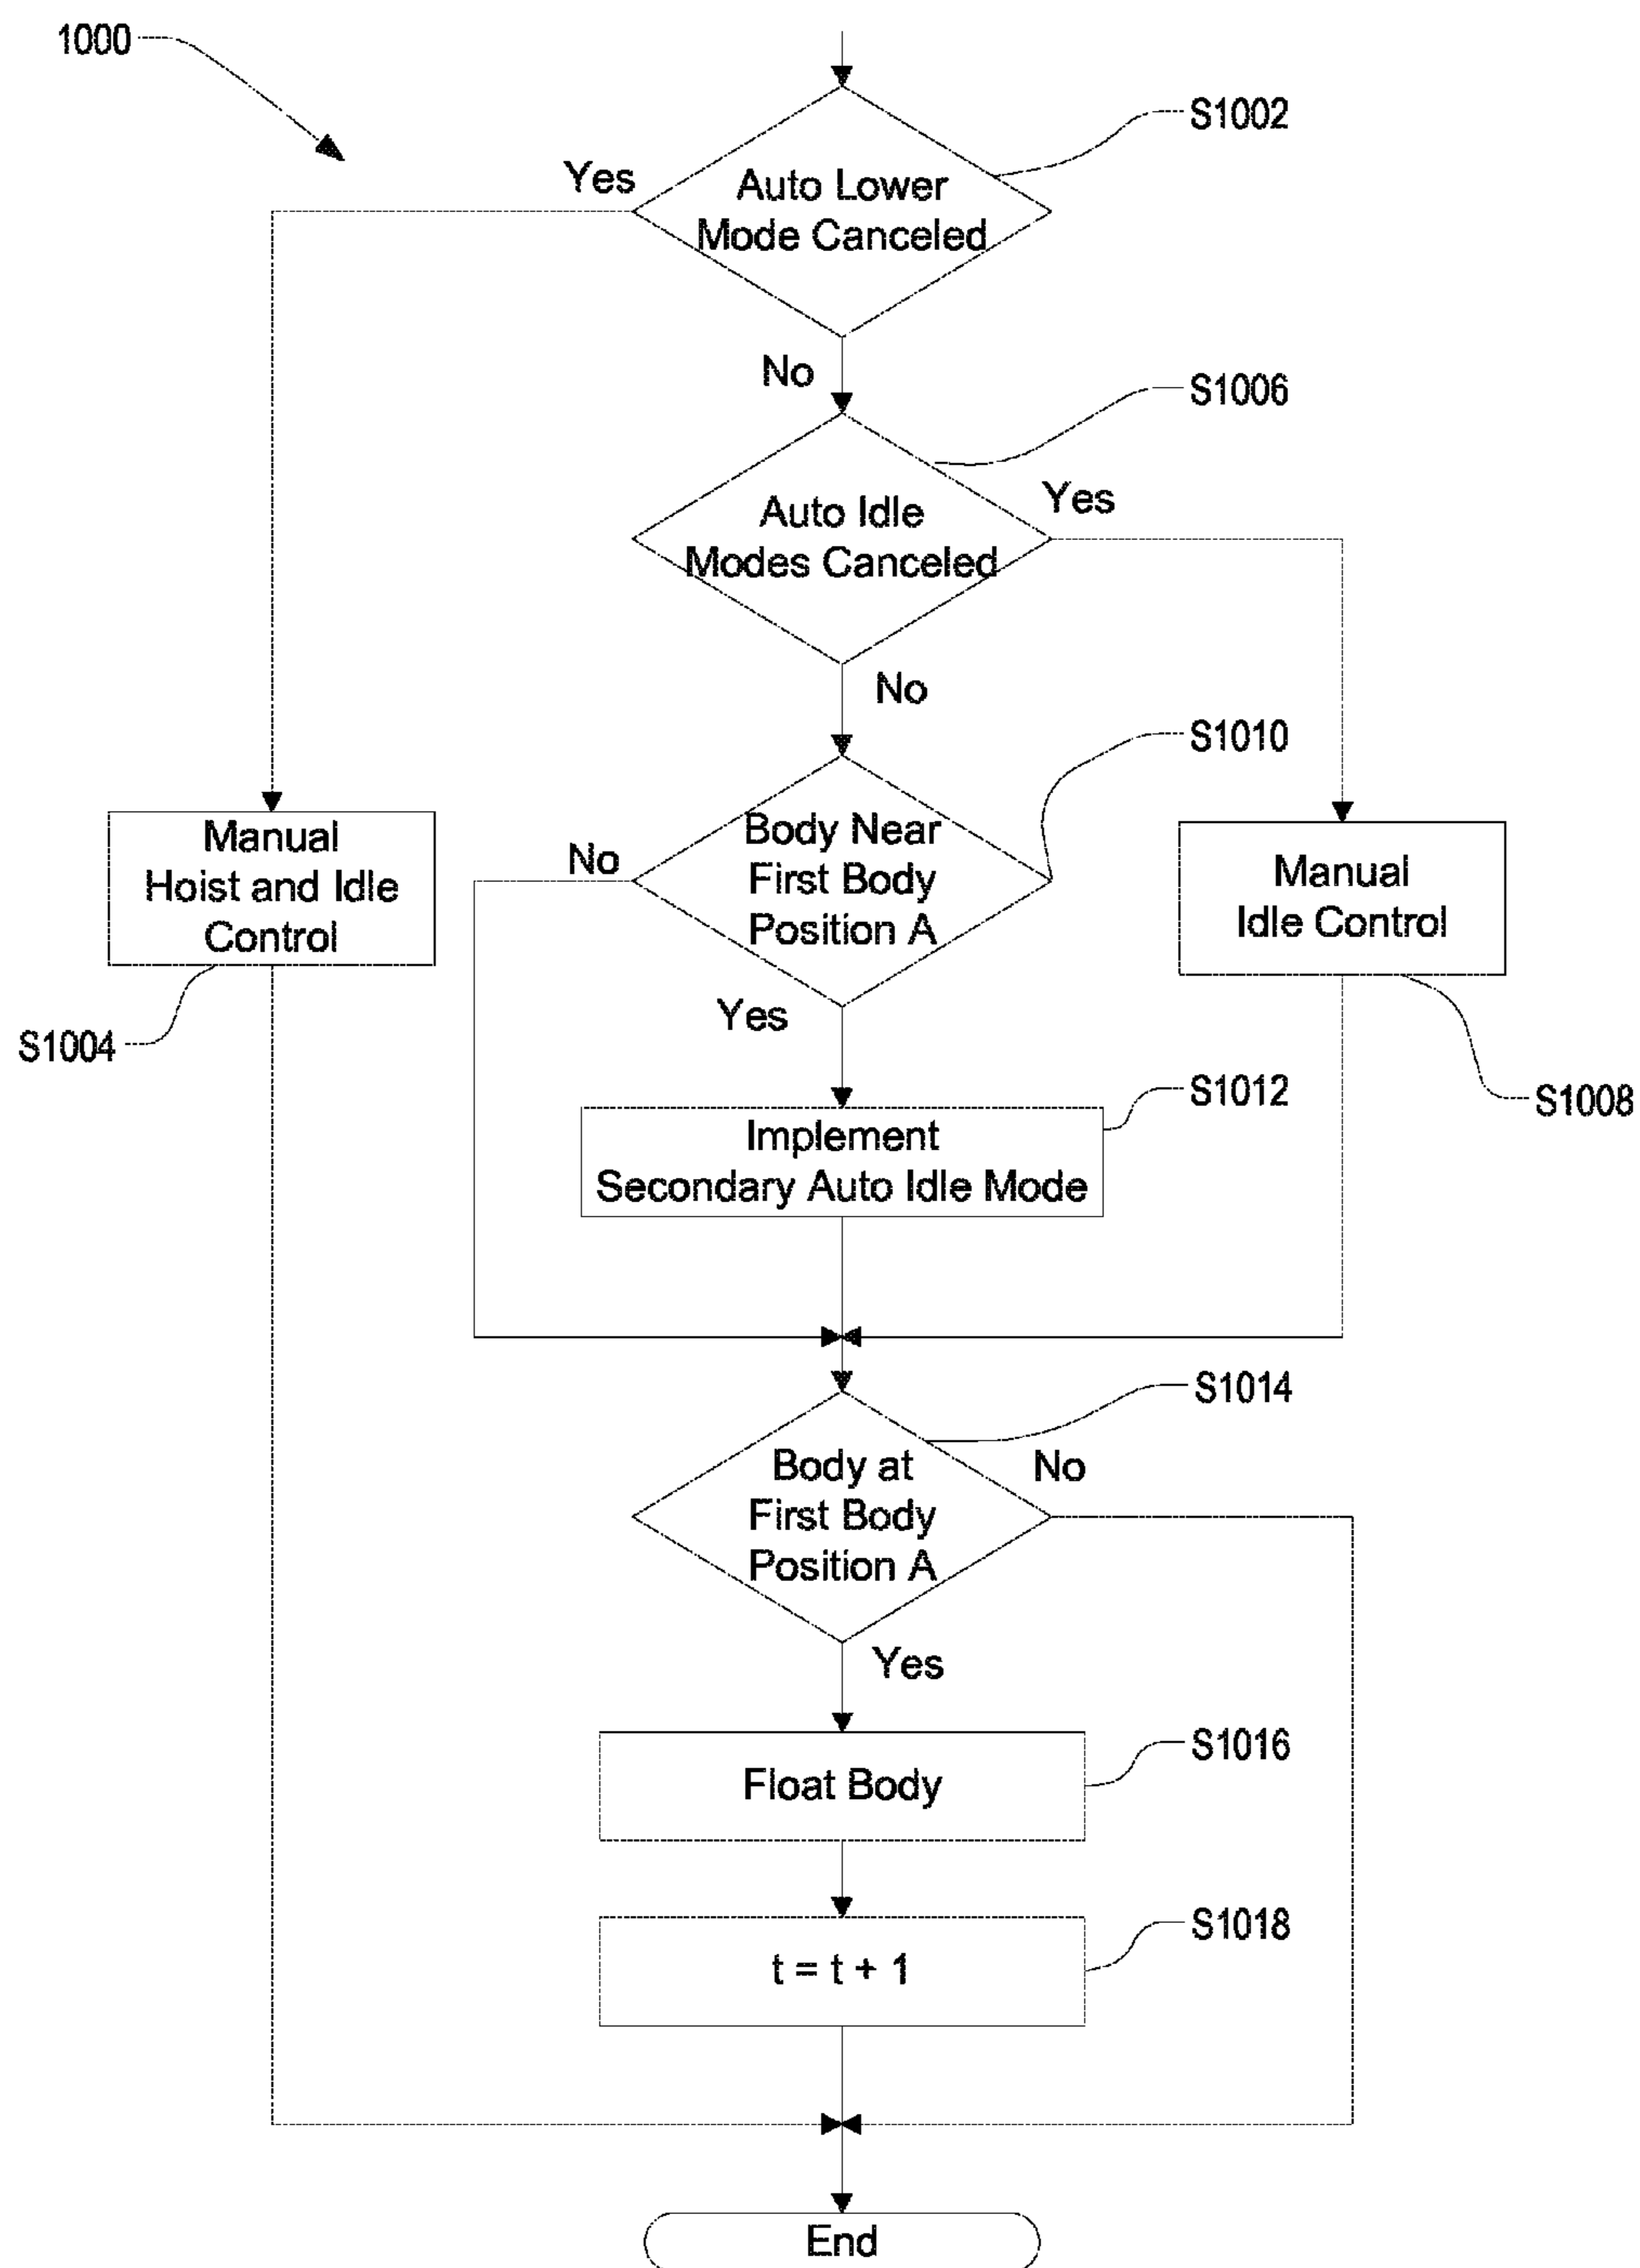 1000
S1002
Yes
Auto Lower
Mode Canceled
No
S1006
Auto Idle
Modes Canceled
Yes
No
S1010
Body Near
First Body
Position A
No
Manual
Hoist and Idle
Control
Manual
Idle Control
Yes
S1004
S1012
S1008
Implement
Secondary Auto Idle Mode
S1014
Body at
First Body
Position A
No
Yes
S1016
Float Body
S1018
t = t + 1
End